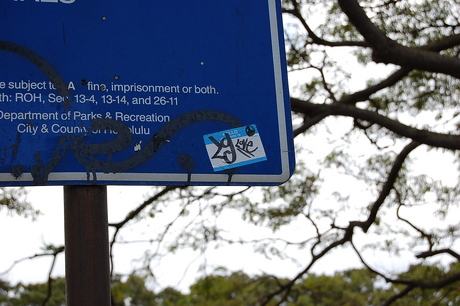 e subject to a fine, imprisonment or both.
th: ROH, Sec. 13-4, 13-14, and 26-11
Department of Parks & Recreation
City & County of Honolulu